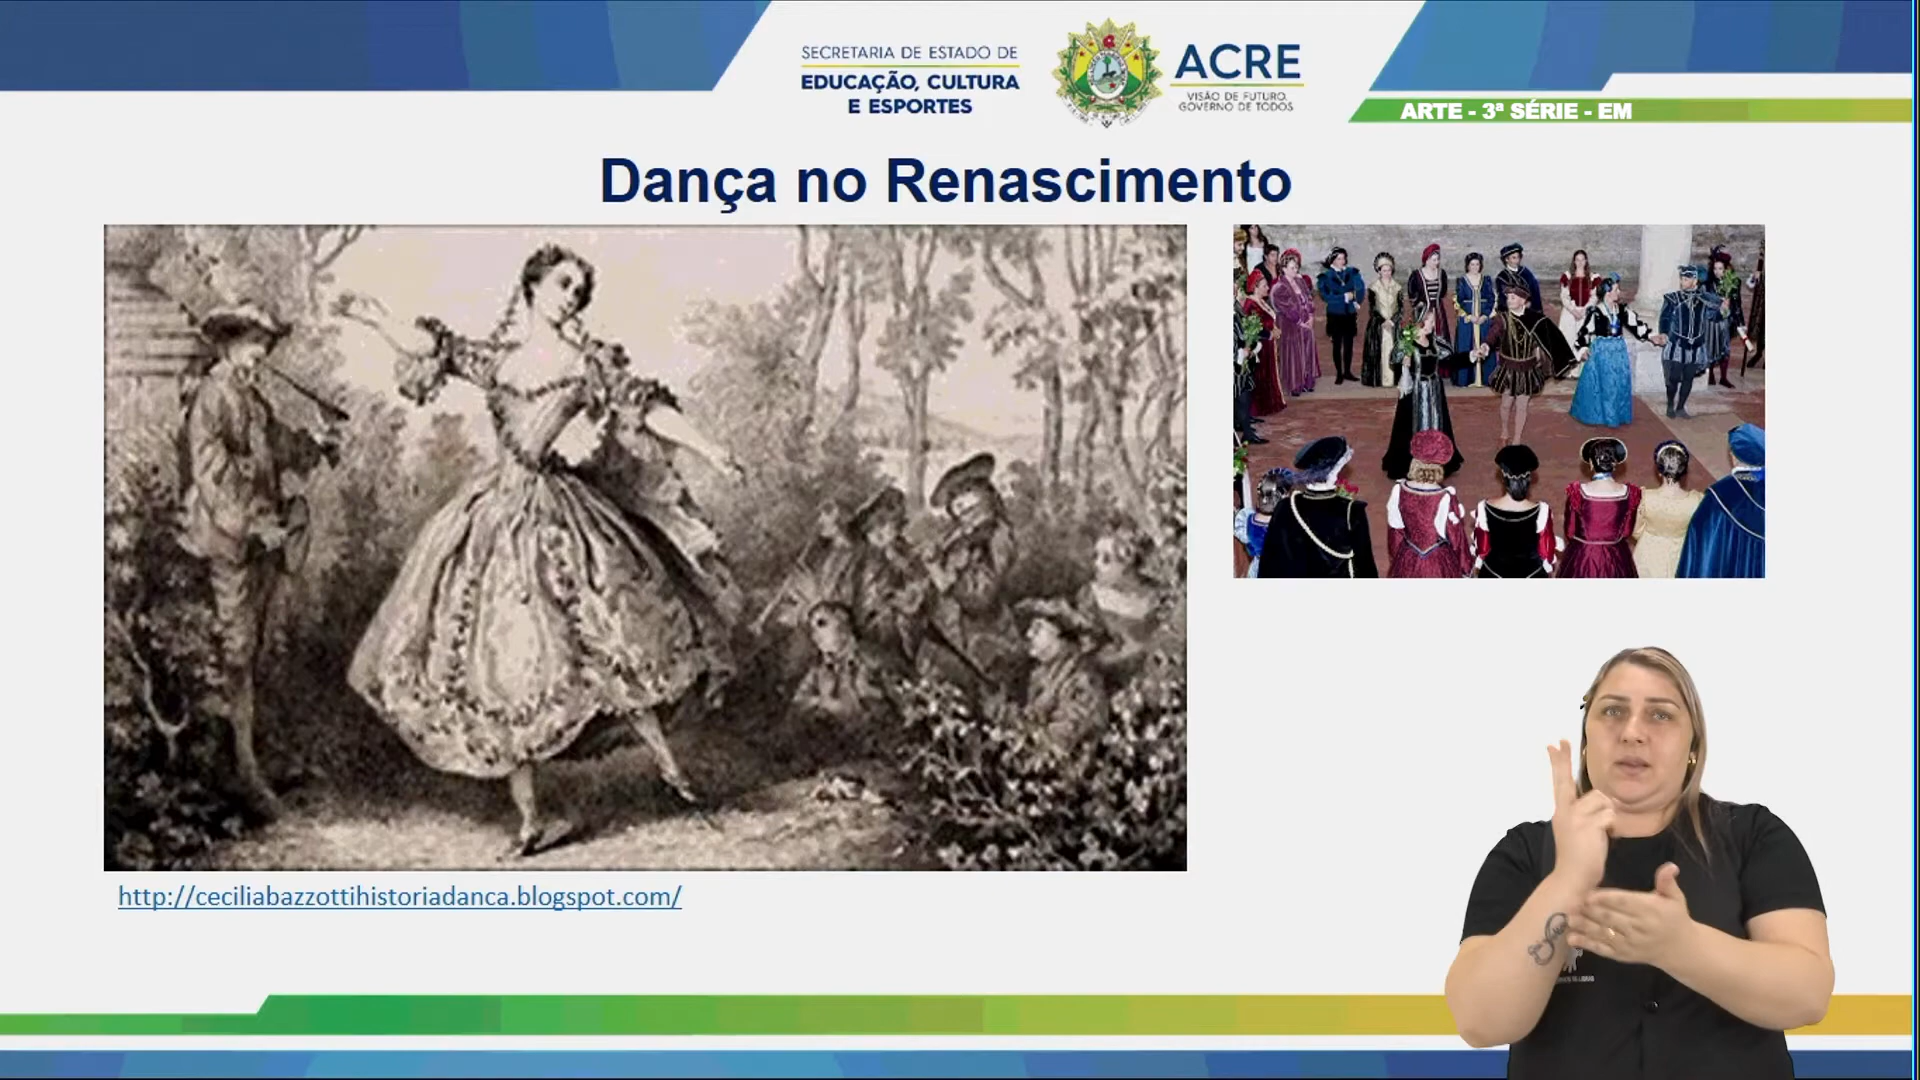 SECRETARIA DE ESTADO DE
EDUCAÇÃO, CULTURA
E ESPORTES
ACRE
VISÃO DE FUTURO.
GOVERNO DE TODOS
ARTE - 3ª SÉRIE - EM
Dança no Renascimento
http://ceciliabazzottihistoriadanca.blogspot.com/